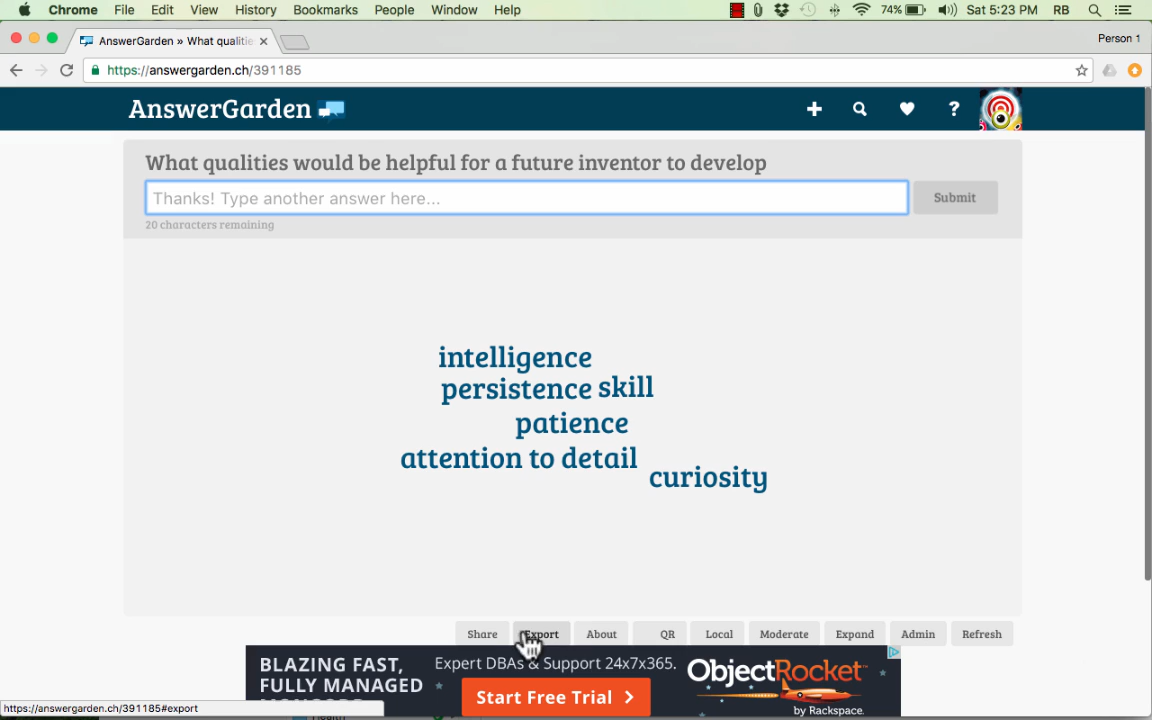 Chrome File Edit View History Bookmarks People Window Help 74% Sat 5:23 PM RB
AnswerGarden » What qualitie
Person 1
https://answergarden.ch/391185
AnswerGarden + ?
What qualities would be helpful for a future inventor to develop
Thanks! Type another answer here... Submit
20 characters remaining
intelligence
persistence skill
patience
attention to detail
curiosity
Share Export About QR Local Moderate Expand Admin Refresh
BLAZING FAST, Expert DBAs & Support 24x7x365. ObjectRocket
FULLY MANAGED Start Free Trial by Rackspace.
https://answergarden.ch/391185#export